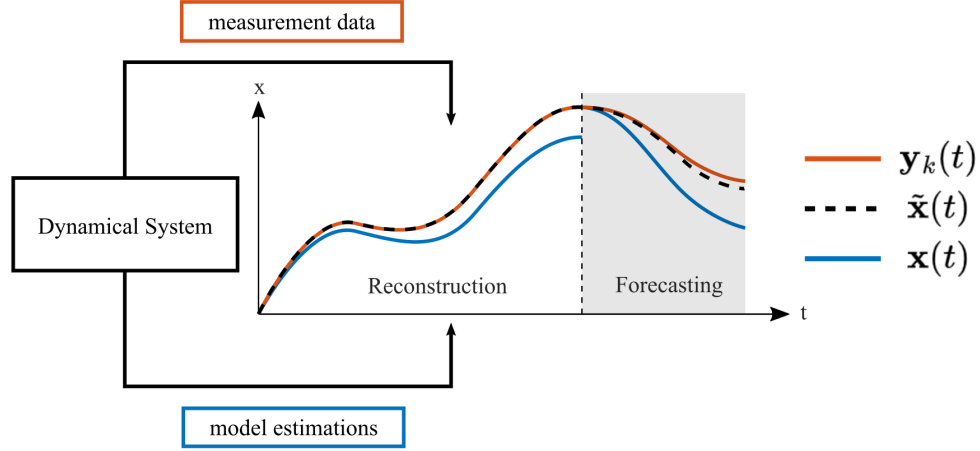 measurement data
x
Dynamical System
Reconstruction
Forecasting
t
model estimations
𝐲ₖ(t)
𝐱̃(t)
𝐱(t)